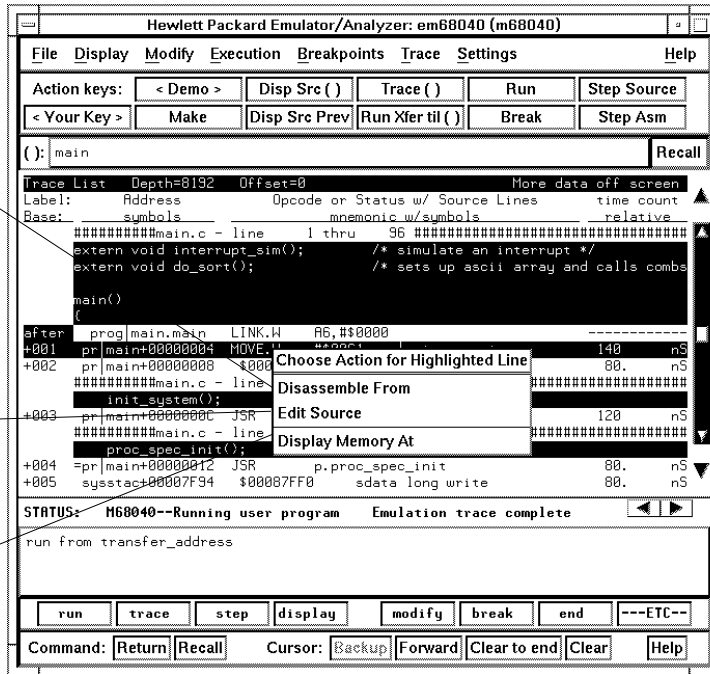 Hewlett Packard Emulator/Analyzer: em68040 (m68040)
File Display Modify Execution Breakpoints Trace Settings Help
Action keys: < Demo > Disp Src ( ) Trace ( ) Run Step Source
< Your Key > Make Disp Src Prev Run Xfer til ( ) Break Step Asm
( ): main Recall
Trace List Depth=8192 Offset=0 More data off screen
Label: Address Opcode or Status w/ Source Lines time count
Base: symbols mnemonic w/symbols relative
##########main.c - line 1 thru 96 #################################
extern void interrupt_sim(); /* simulate an interrupt */
extern void do_sort(); /* sets up ascii array and calls combs
main()
{
after prog|main.main LINK.W A6,#$0000 ------------
+001 pr|main+00000004 MOVE. 140 nS
Choose Action for Highlighted Line
+002 pr|main+00000008 $000 80. nS
##########main.c - line
Disassemble From
init_system();
Edit Source
+003 pr|main+0000000C JSR 120 nS
##########main.c - line
Display Memory At
proc_spec_init();
+004 =pr|main+00000012 JSR p.proc_spec_init 80. nS
+005 sysstac+00007F94 $00087FF0 sdata long write 80. nS
STATUS: M68040--Running user program Emulation trace complete
run from transfer_address
run trace step display modify break end ---ETC--
Command: Return Recall Cursor: Backup Forward Clear to end Clear Help